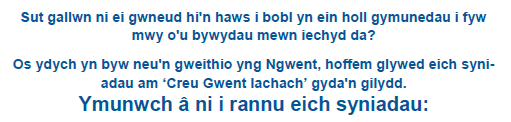 Sut gallwn ni ei gwneud hi'n haws i bobl yn ein holl gymunedau i fyw
mwy o'u bywydau mewn iechyd da?
Os ydych yn byw neu'n gweithio yng Ngwent, hoffem glywed eich syni-
adau am ‘Creu Gwent Iachach’ gyda'n gilydd.
Ymunwch â ni i rannu eich syniadau: